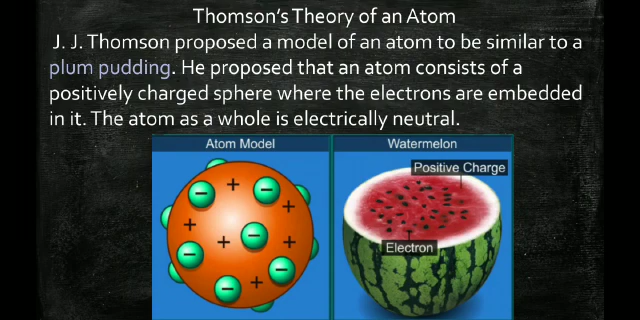 Thomson's Theory of an Atom
J. J. Thomson proposed a model of an atom to be similar to a
plum pudding. He proposed that an atom consists of a
positively charged sphere where the electrons are embedded
in it. The atom as a whole is electrically neutral.
Atom Model
Watermelon
Positive Charge
Electron